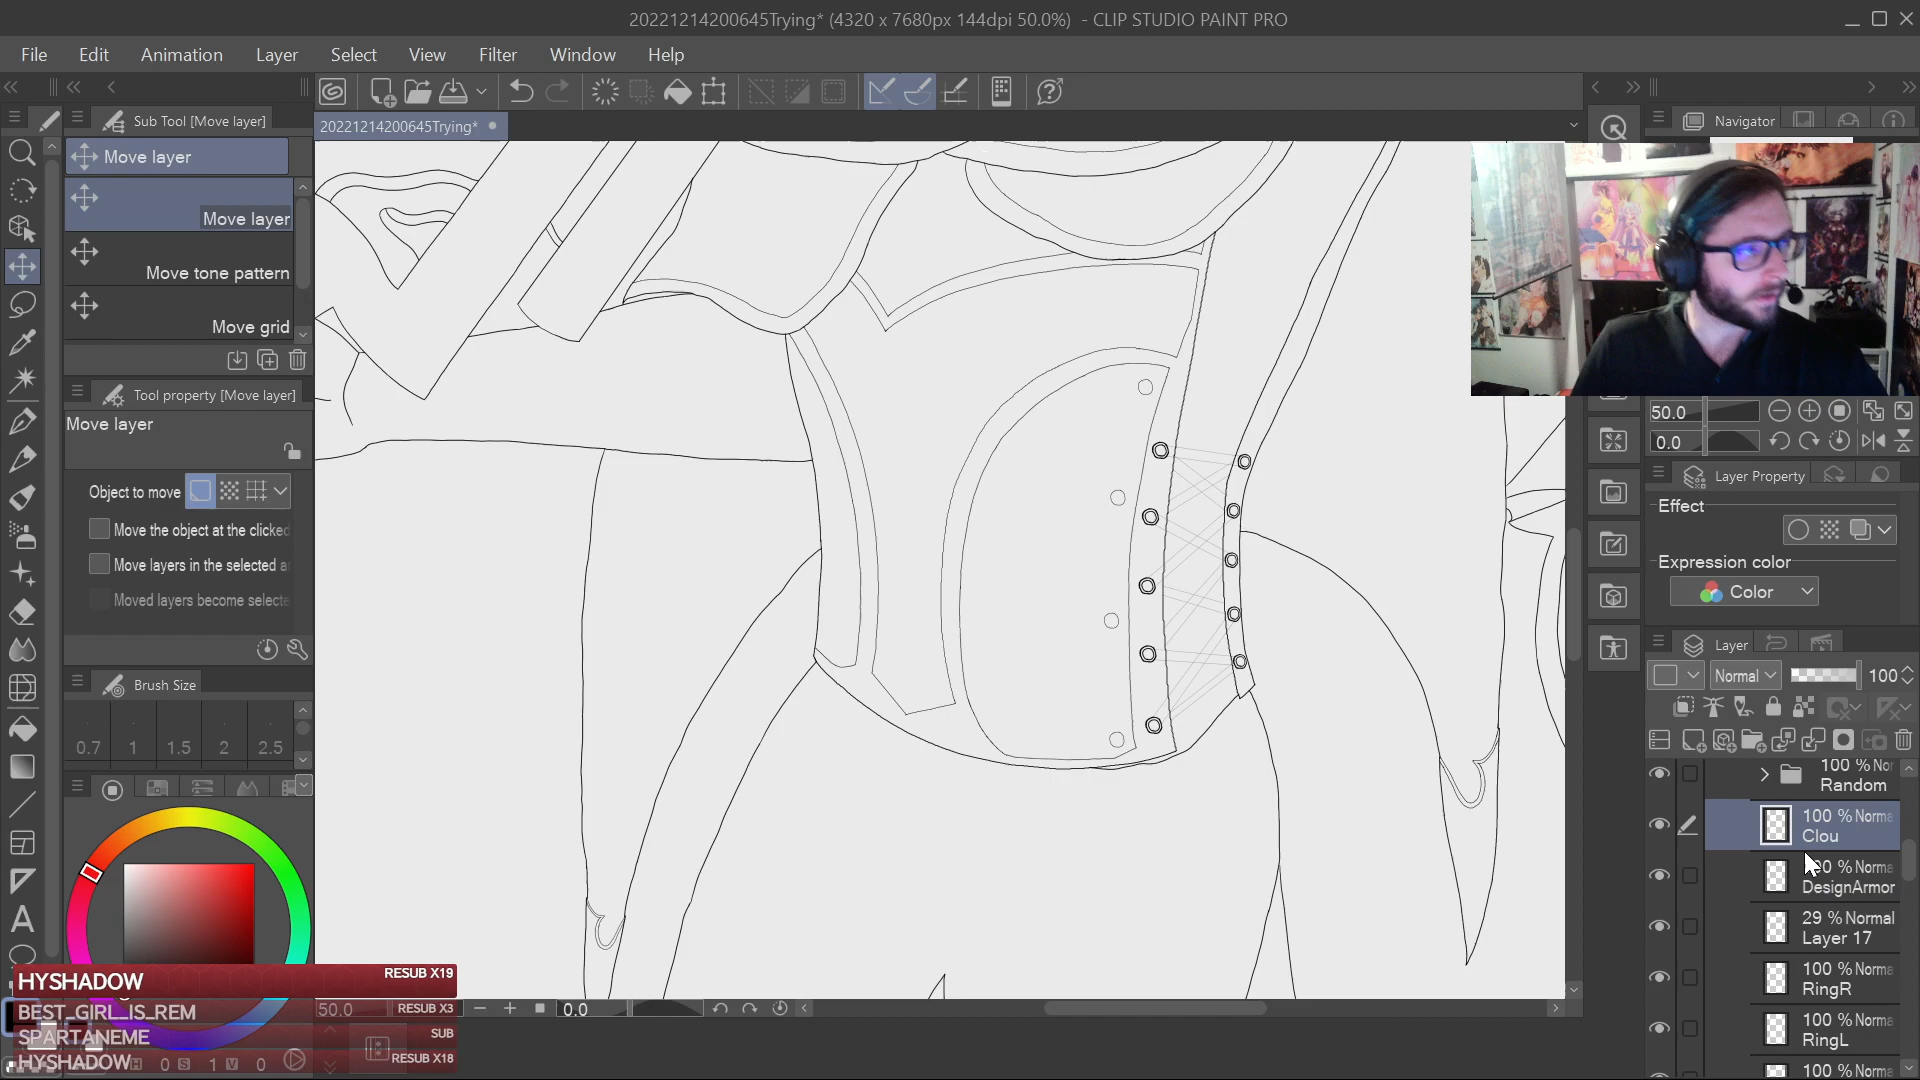 20221214200645Trying* (4320 x 7680px 144dpi 50.0%) - CLIP STUDIO PAINT PRO
File Edit Animation Layer Select View Filter Window Help
Sub Tool [Move layer]
20221214200645Trying*
Navigator
Move layer
Move layer
Move tone pattern
Move grid
Tool property [Move layer]
Move layer
Object to move
Move the object at the clicked
Move layers in the selected a
Moved layers become selecte
Brush Size
0.7 1 1.5 2 2.5
50.0
0.0
Layer Property
Effect
Expression color
Color
Layer
Normal 100
100 % Nor
Random
100 % Norma
Clou
% Norma
DesignArmor
29 % Normal
Layer 17
100 % Norma
RingR
100 % Norma
RingL
100 % Norma
HYSHADOW RESUB X19
BEST_GIRL_IS_REM RESUB X3
SPARTANEME SUB
HYSHADOW RESUB X18
50.0 0.0
H 0 S 1 V 0